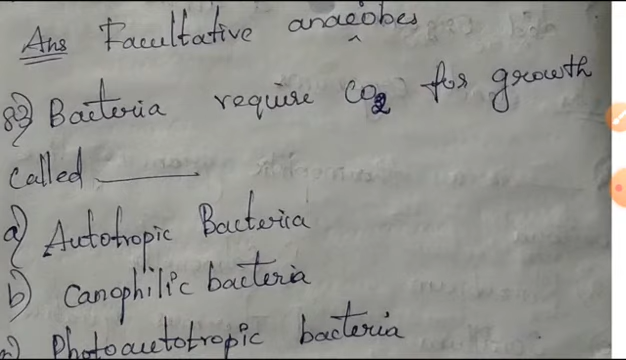 Ans Facultative anaeobes
83) Bacteria require CO2 for growth
called ______
a) Autotropic Bacteria
b) Canophilic bacteria
Photoautotropic bacteria